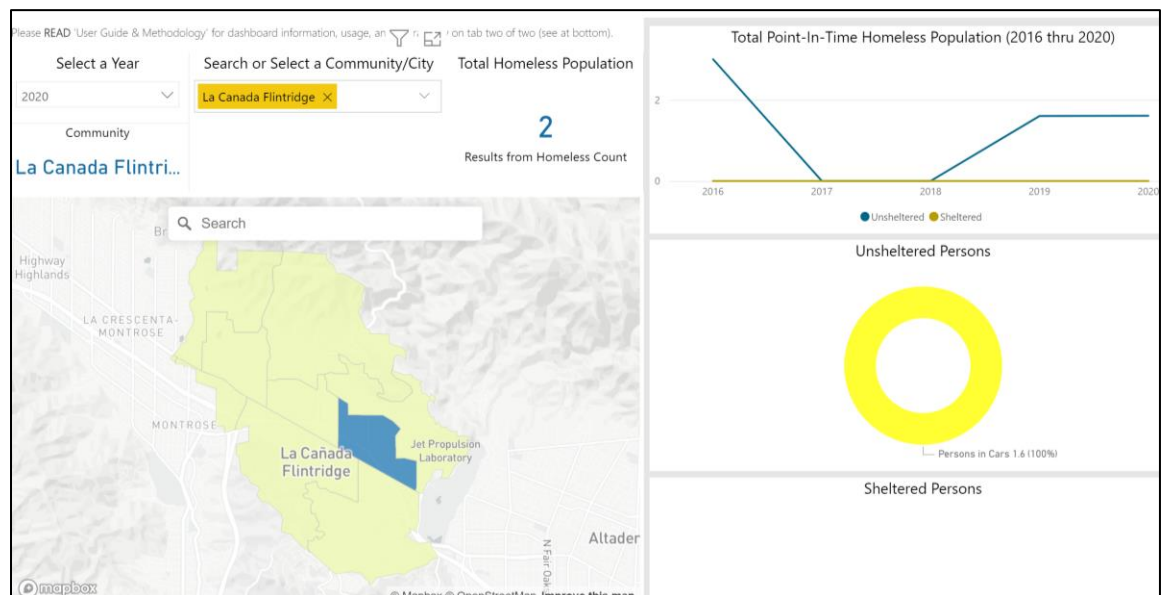 Please READ 'User Guide & Methodology' for dashboard information, usage, an on tab two of two (see at bottom).
Select a Year
2020
Search or Select a Community/City
La Canada Flintridge ×
Total Homeless Population
2
Results from Homeless Count
Community
La Canada Flintri...
Search
Br
Highway
Highlands
LA CRESCENTA-
MONTROSE
MONTROSE
La Cañada
Flintridge
Jet Propulsion
Laboratory
Altader
N Fair Oak
mapbox
© Mapbox © OpenStreetMap Improve this map
Total Point-In-Time Homeless Population (2016 thru 2020)
2
0
2016 2017 2018 2019 2020
Unsheltered Sheltered
Unsheltered Persons
Persons in Cars 1.6 (100%)
Sheltered Persons